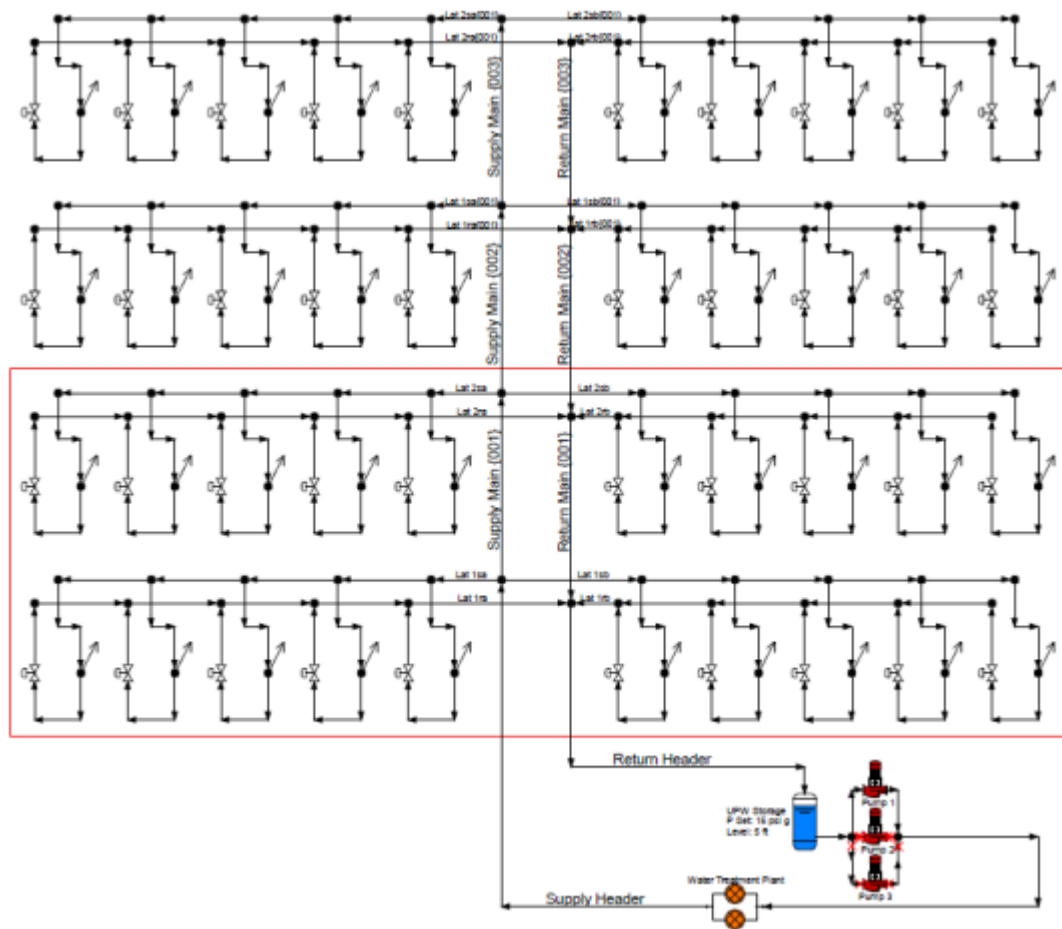 Lat 2sa(001)
Lat 2sb(001)
Lat 2ra(001)
Lat 2rb(001)
Supply Main {003}
Return Main {003}
Lat 1sa(001)
Lat 1sb(001)
Lat 1ra(001)
Lat 1rb(001)
Supply Main {002}
Return Main {002}
Lat 2sa
Lat 2sb
Lat 2ra
Lat 2rb
Supply Main {001}
Return Main {001}
Lat 1sa
Lat 1sb
Lat 1ra
Lat 1rb
Return Header
UPW Storage
P Set: 15 psi g
Level: 5 ft
Pump 1
Pump 2
Pump 3
Water Treatment Plant
Supply Header